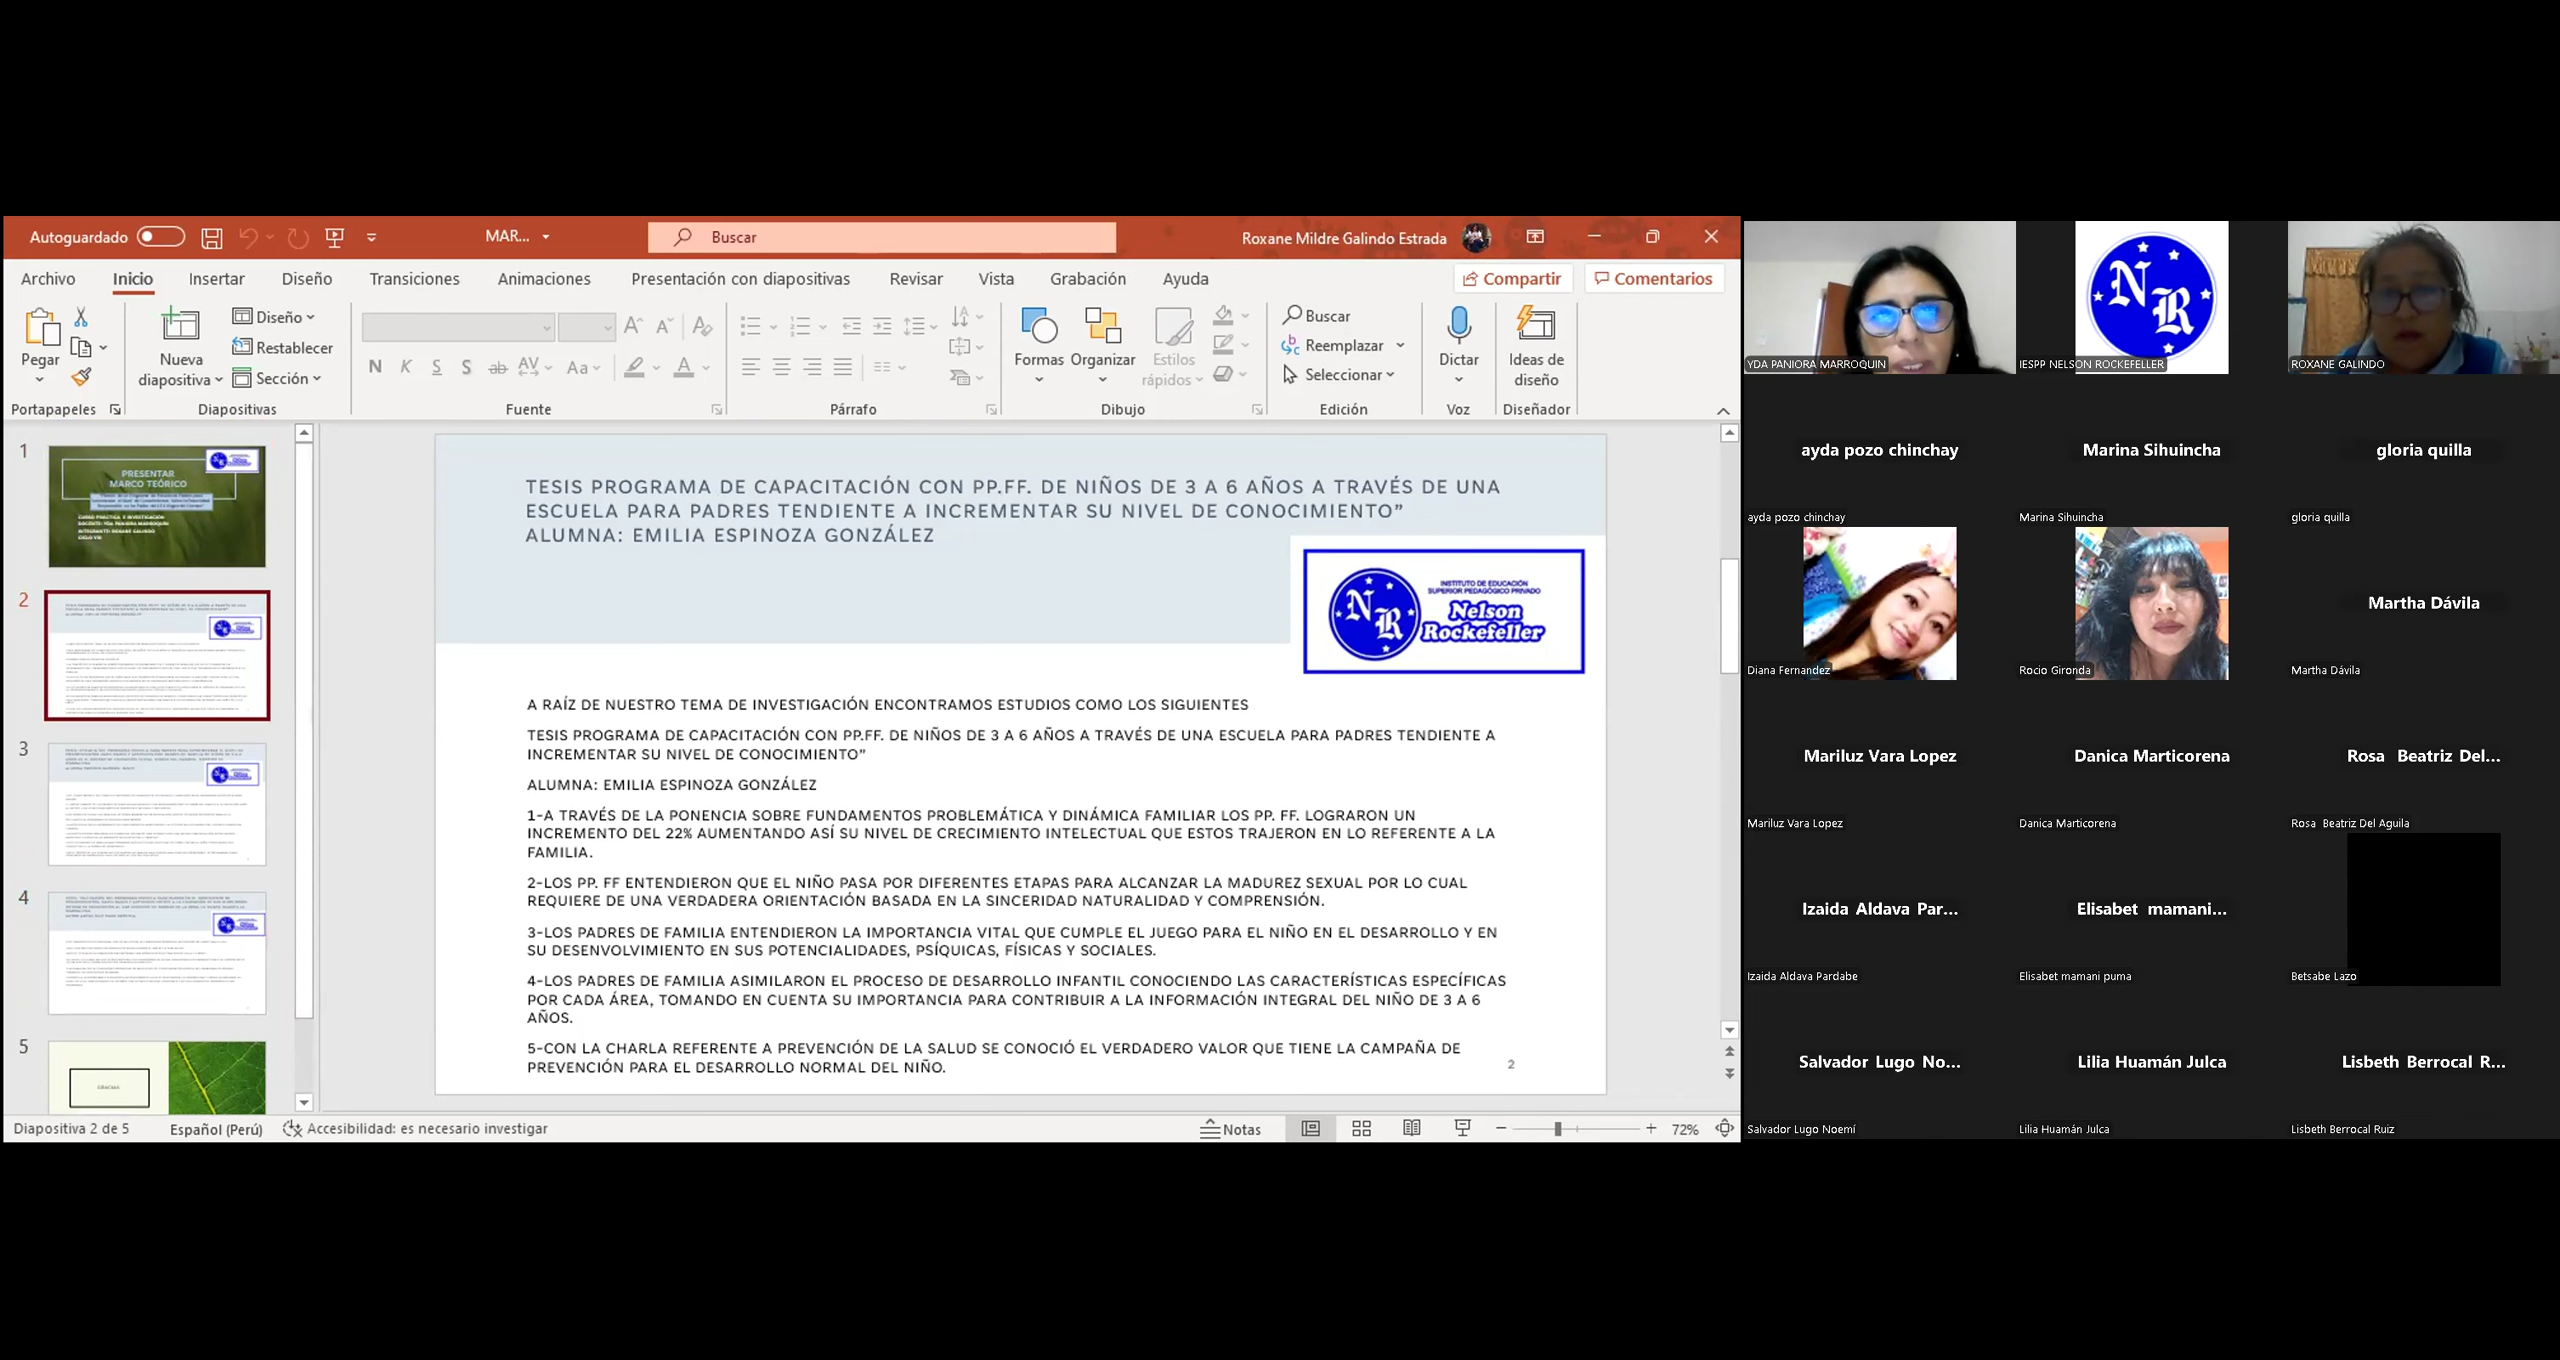 Autoguardado
MAR...
Buscar
Roxane Mildre Galindo Estrada
Archivo
Inicio
Insertar
Diseño
Transiciones
Animaciones
Presentación con diapositivas
Revisar
Vista
Grabación
Ayuda
Compartir
Comentarios
Pegar
Portapapeles
Nueva
diapositiva
Diseño
Restablecer
Sección
Diapositivas
N K S S ab AV Aa A
Fuente
Párrafo
Formas
Organizar
Estilos
rápidos
Dibujo
Buscar
Reemplazar
Seleccionar
Edición
Dictar
Voz
Ideas de
diseño
Diseñador
1
PRESENTAR
MARCO TEÓRICO
2
3
4
5
GRACIAS
TESIS PROGRAMA DE CAPACITACIÓN CON PP.FF. DE NIÑOS DE 3 A 6 AÑOS A TRAVÉS DE UNA
ESCUELA PARA PADRES TENDIENTE A INCREMENTAR SU NIVEL DE CONOCIMIENTO”
ALUMNA: EMILIA ESPINOZA GONZÁLEZ
NR
INSTITUTO DE EDUCACIÓN
SUPERIOR PEDAGÓGICO PRIVADO
Nelson
Rockefeller
A RAÍZ DE NUESTRO TEMA DE INVESTIGACIÓN ENCONTRAMOS ESTUDIOS COMO LOS SIGUIENTES
TESIS PROGRAMA DE CAPACITACIÓN CON PP.FF. DE NIÑOS DE 3 A 6 AÑOS A TRAVÉS DE UNA ESCUELA PARA PADRES TENDIENTE A
INCREMENTAR SU NIVEL DE CONOCIMIENTO”
ALUMNA: EMILIA ESPINOZA GONZÁLEZ
1-A TRAVÉS DE LA PONENCIA SOBRE FUNDAMENTOS PROBLEMÁTICA Y DINÁMICA FAMILIAR LOS PP. FF. LOGRARON UN
INCREMENTO DEL 22% AUMENTANDO ASÍ SU NIVEL DE CRECIMIENTO INTELECTUAL QUE ESTOS TRAJERON EN LO REFERENTE A LA
FAMILIA.
2-LOS PP. FF ENTENDIERON QUE EL NIÑO PASA POR DIFERENTES ETAPAS PARA ALCANZAR LA MADUREZ SEXUAL POR LO CUAL
REQUIERE DE UNA VERDADERA ORIENTACIÓN BASADA EN LA SINCERIDAD NATURALIDAD Y COMPRENSIÓN.
3-LOS PADRES DE FAMILIA ENTENDIERON LA IMPORTANCIA VITAL QUE CUMPLE EL JUEGO PARA EL NIÑO EN EL DESARROLLO Y EN
SU DESENVOLVIMIENTO EN SUS POTENCIALIDADES, PSÍQUICAS, FÍSICAS Y SOCIALES.
4-LOS PADRES DE FAMILIA ASIMILARON EL PROCESO DE DESARROLLO INFANTIL CONOCIENDO LAS CARACTERÍSTICAS ESPECÍFICAS
POR CADA ÁREA, TOMANDO EN CUENTA SU IMPORTANCIA PARA CONTRIBUIR A LA INFORMACIÓN INTEGRAL DEL NIÑO DE 3 A 6
AÑOS.
5-CON LA CHARLA REFERENTE A PREVENCIÓN DE LA SALUD SE CONOCIÓ EL VERDADERO VALOR QUE TIENE LA CAMPAÑA DE
PREVENCIÓN PARA EL DESARROLLO NORMAL DEL NIÑO.
2
Diapositiva 2 de 5
Español (Perú)
Accesibilidad: es necesario investigar
Notas
72%
YDA PANIORA MARROQUIN
NR
IESPP NELSON ROCKEFELLER
ROXANE GALINDO
ayda pozo chinchay
Marina Sihuincha
gloria quilla
ayda pozo chinchay
Marina Sihuincha
gloria quilla
Martha Dávila
Diana Fernandez
Rocio Gironda
Martha Dávila
Mariluz Vara Lopez
Danica Marticorena
Rosa Beatriz Del...
Mariluz Vara Lopez
Danica Marticorena
Rosa Beatriz Del Aguila
Izaida Aldava Par...
Elisabet mamani...
Izaida Aldava Pardabe
Elisabet mamani puma
Betsabe Lazo
Salvador Lugo No...
Lilia Huamán Julca
Lisbeth Berrocal R...
Salvador Lugo Noemí
Lilia Huamán Julca
Lisbeth Berrocal Ruiz